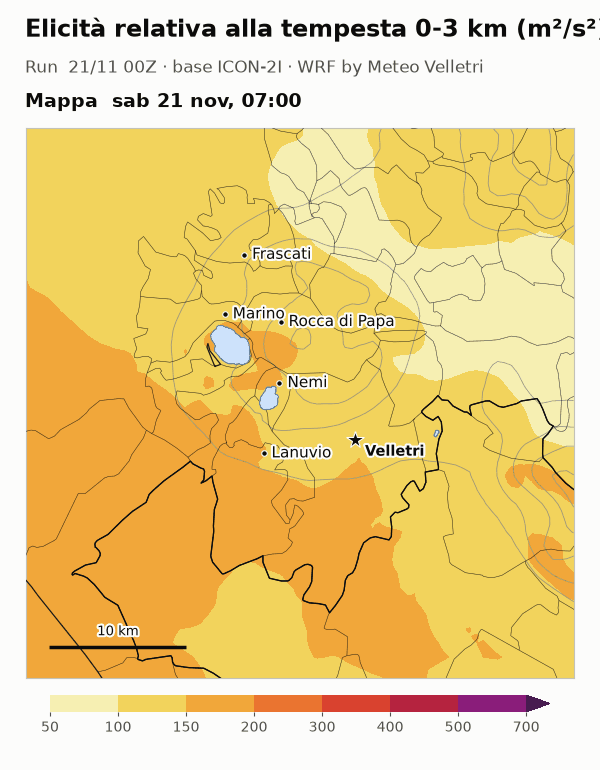 Elicità relativa alla tempesta 0-3 km (m²/s²)
Run 21/11 00Z · base ICON-2I · WRF by Meteo Velletri
Mappa sab 21 nov, 07:00
Frascati
Marino
Rocca di Papa
Nemi
Velletri
Lanuvio
10 km
50 100 150 200 300 400 500 700